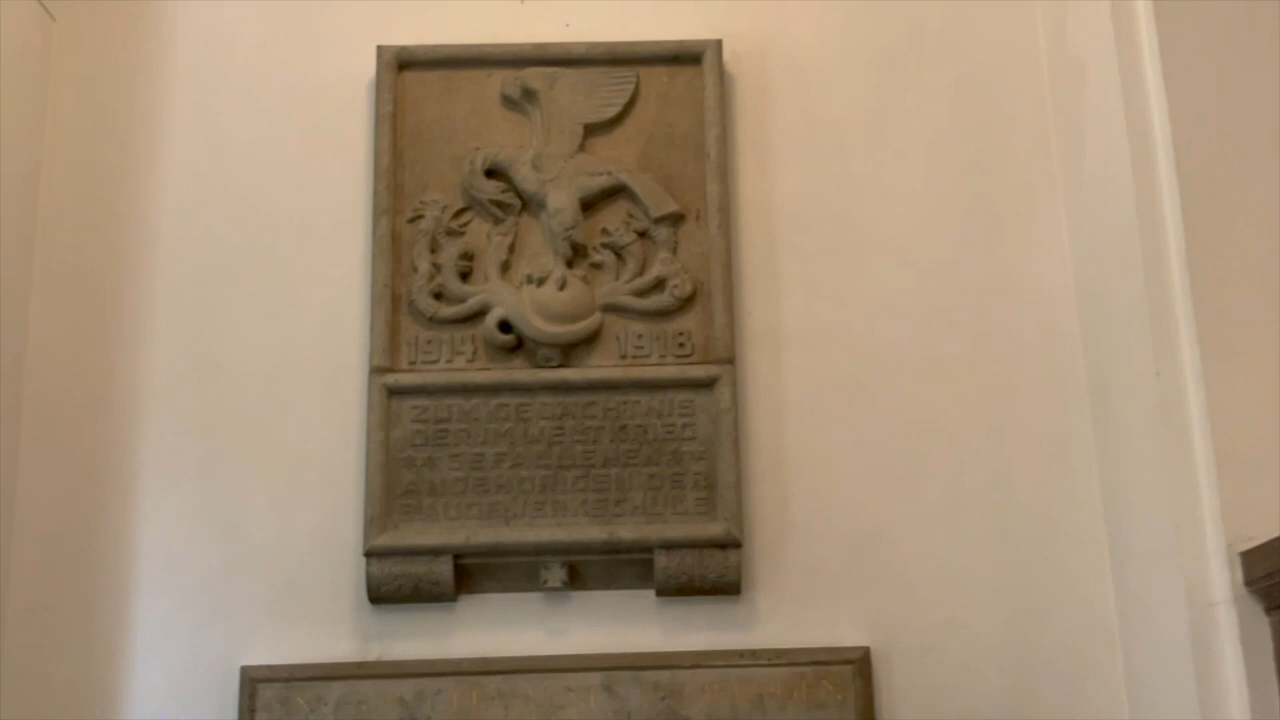 1914 1918
ZUM GEDÄCHTNIS
DER IM WELTKRIEG
** GEFALLENEN **
ANGEHÖRIGEN DER
BAUGEWERKSCHULE